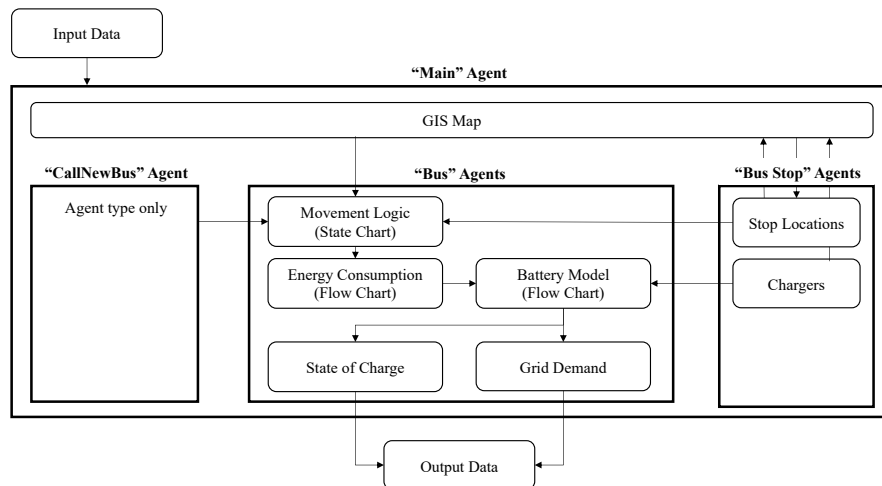 Input Data
“Main” Agent
GIS Map
“CallNewBus” Agent
“Bus” Agents
“Bus Stop” Agents
Agent type only
Movement Logic
(State Chart)
Stop Locations
Energy Consumption
(Flow Chart)
Battery Model
(Flow Chart)
Chargers
State of Charge
Grid Demand
Output Data